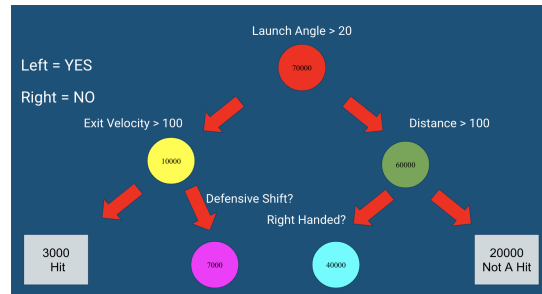 Launch Angle > 20
70000
Left = YES
Right = NO
Exit Velocity > 100
Distance > 100
10000
60000
Defensive Shift?
Right Handed?
3000
Hit
7000
40000
20000
Not A Hit